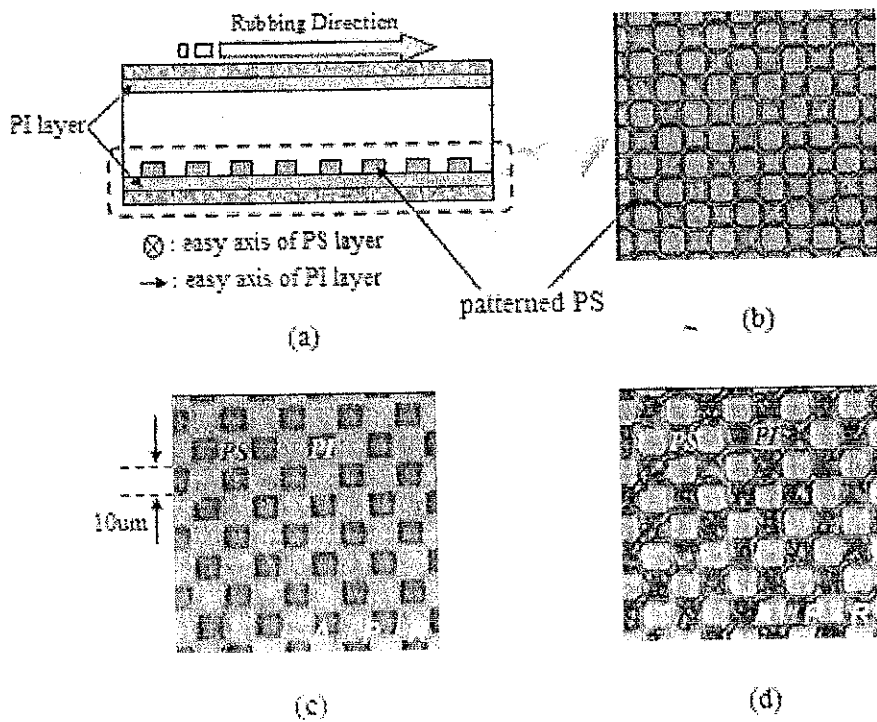 Rubbing Direction
PI layer
⊗ : easy axis of PS layer
→ : easy axis of PI layer
patterned PS
(a)
(b)
PS PI
10um
PS PI
A R
(c)
(d)